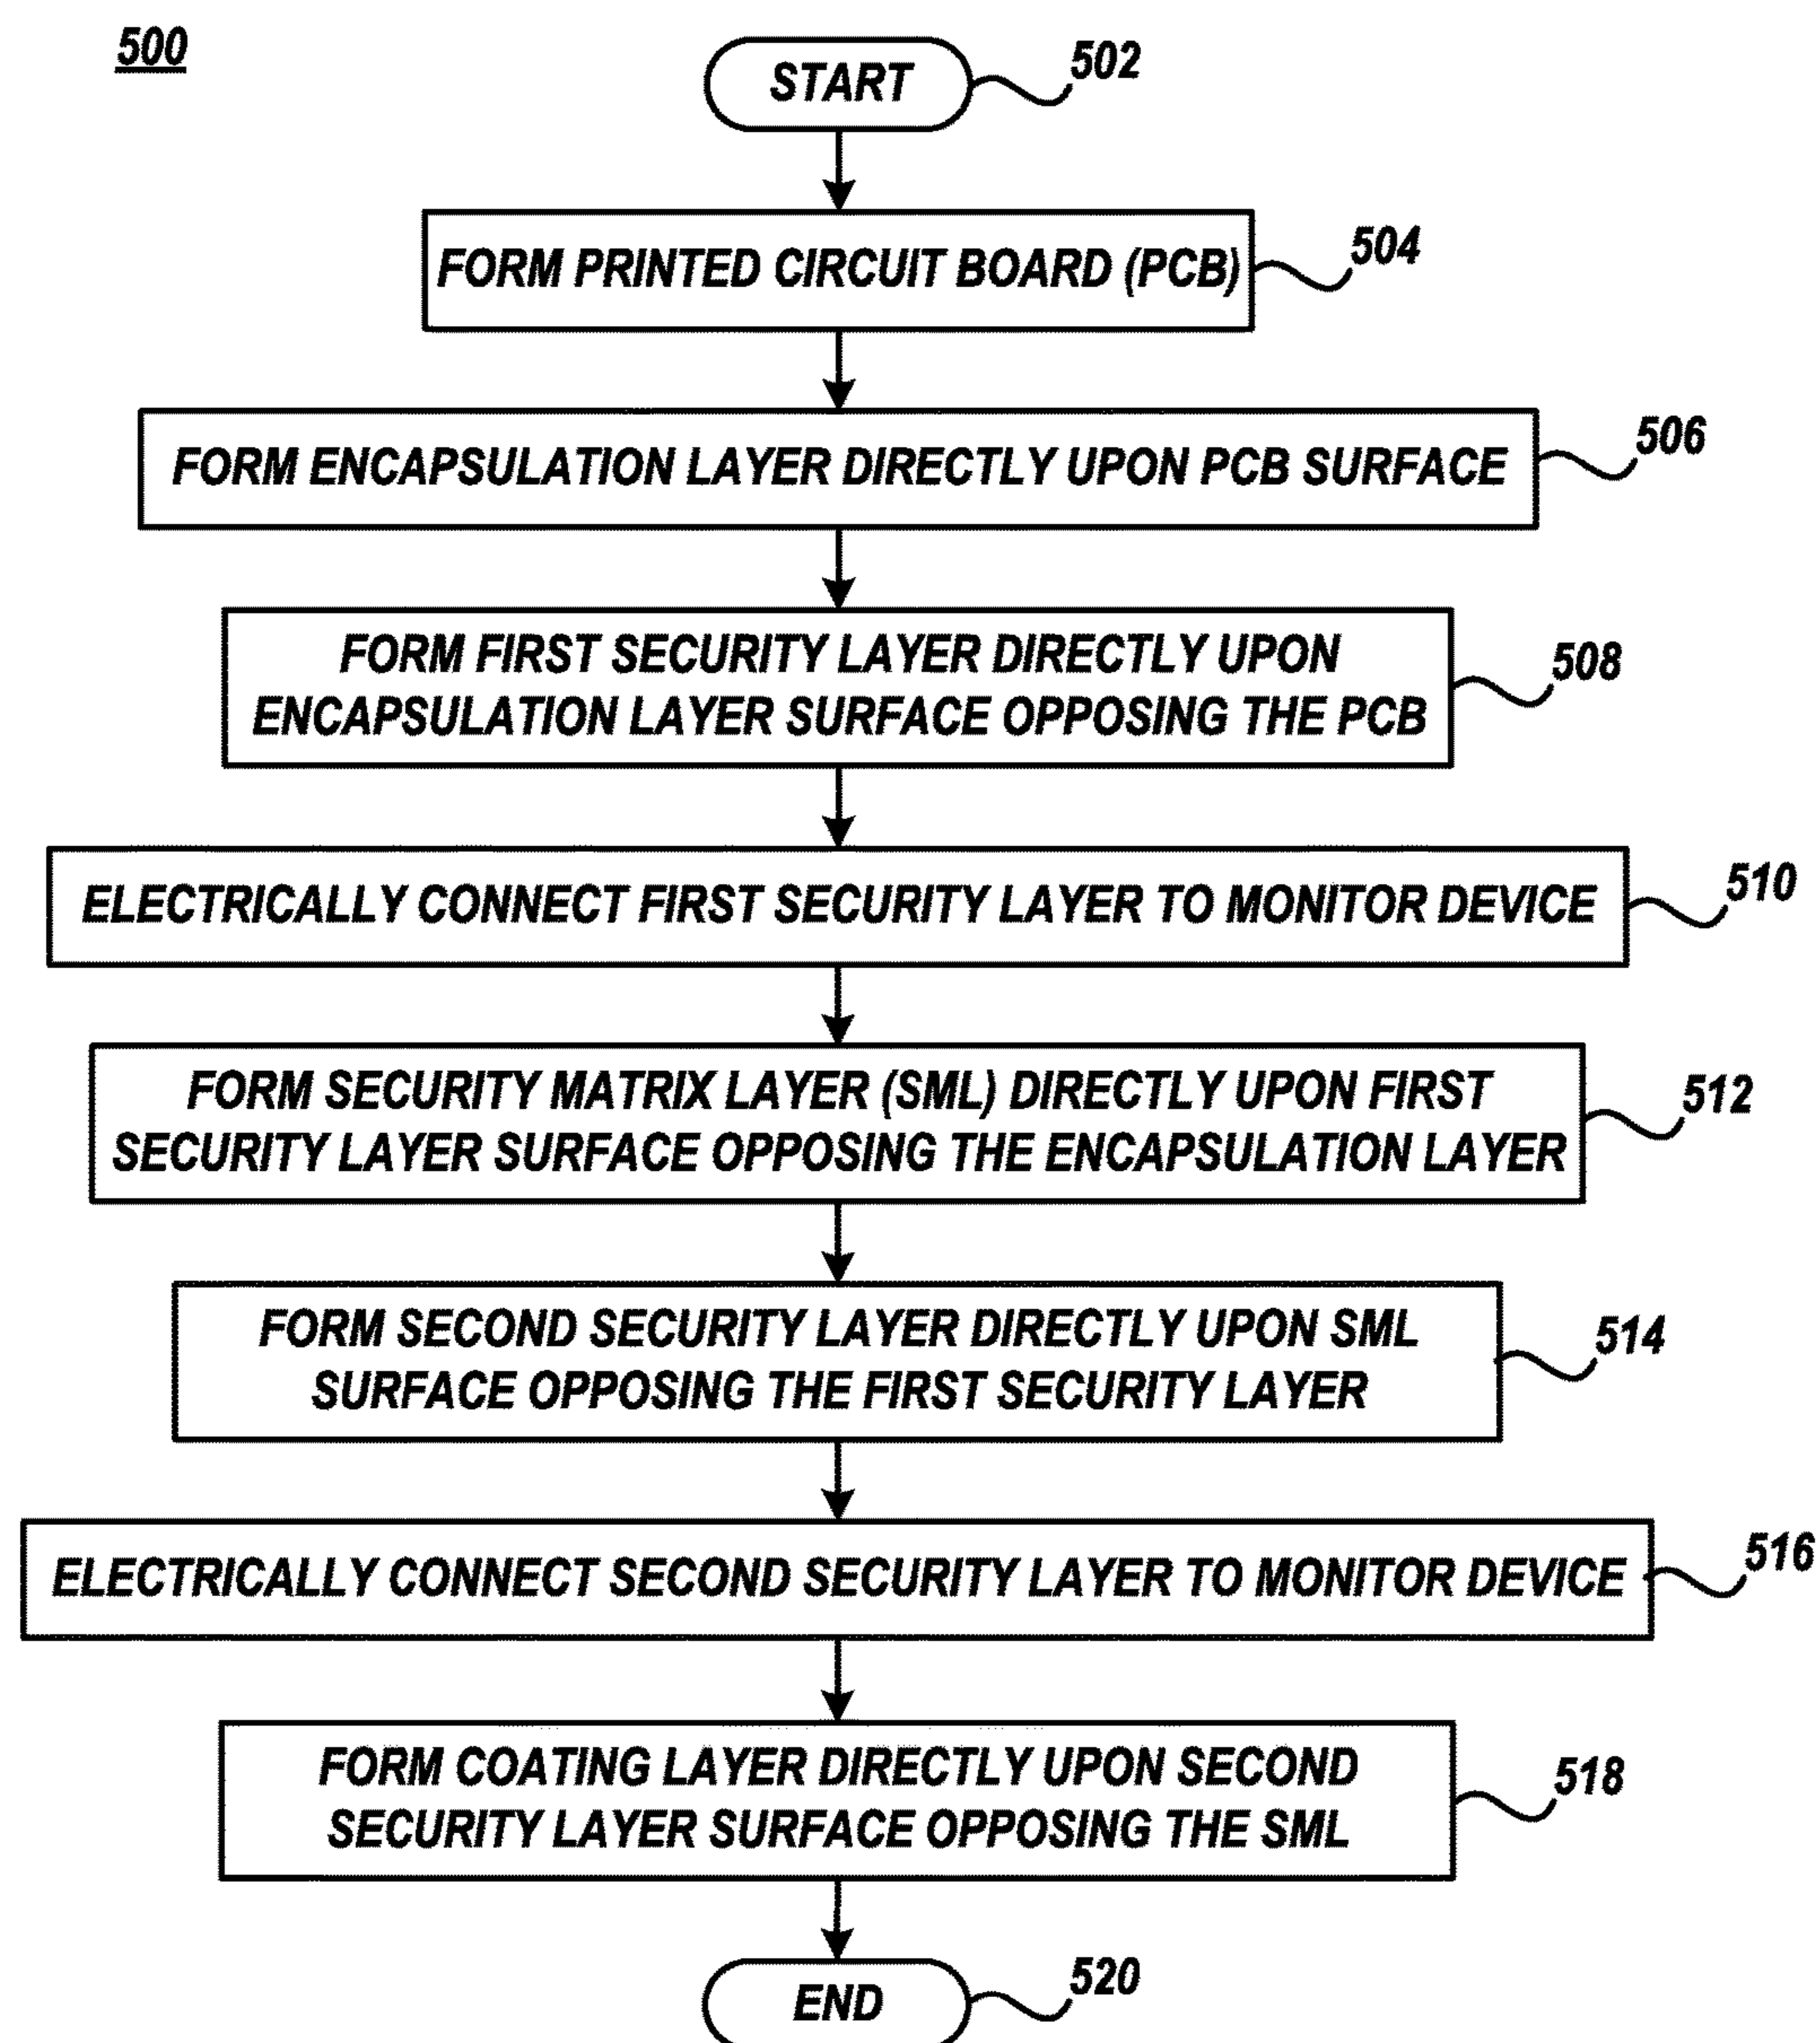 500
START
502
FORM PRINTED CIRCUIT BOARD (PCB)
504
FORM ENCAPSULATION LAYER DIRECTLY UPON PCB SURFACE
506
FORM FIRST SECURITY LAYER DIRECTLY UPON
ENCAPSULATION LAYER SURFACE OPPOSING THE PCB
508
ELECTRICALLY CONNECT FIRST SECURITY LAYER TO MONITOR DEVICE
510
FORM SECURITY MATRIX LAYER (SML) DIRECTLY UPON FIRST
SECURITY LAYER SURFACE OPPOSING THE ENCAPSULATION LAYER
512
FORM SECOND SECURITY LAYER DIRECTLY UPON SML
SURFACE OPPOSING THE FIRST SECURITY LAYER
514
ELECTRICALLY CONNECT SECOND SECURITY LAYER TO MONITOR DEVICE
516
FORM COATING LAYER DIRECTLY UPON SECOND
SECURITY LAYER SURFACE OPPOSING THE SML
518
END
520